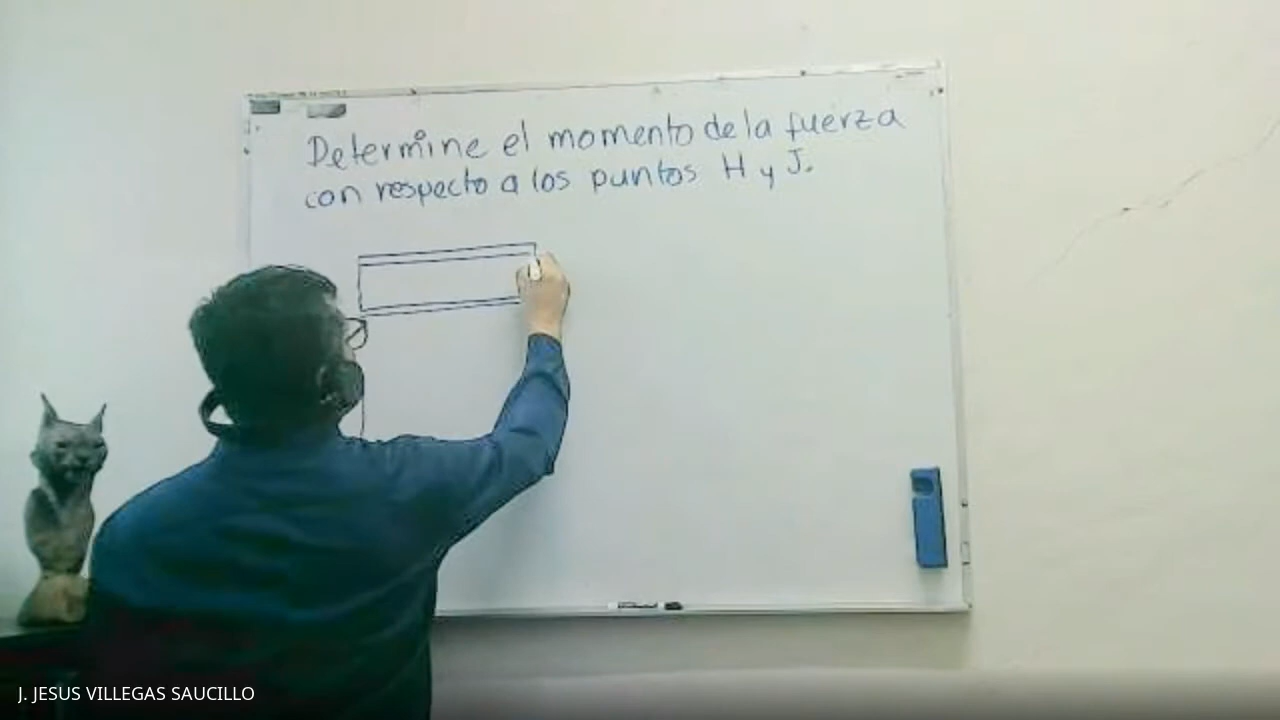 Determine el momento de la fuerza
con respecto a los puntos H y J.
J. JESUS VILLEGAS SAUCILLO